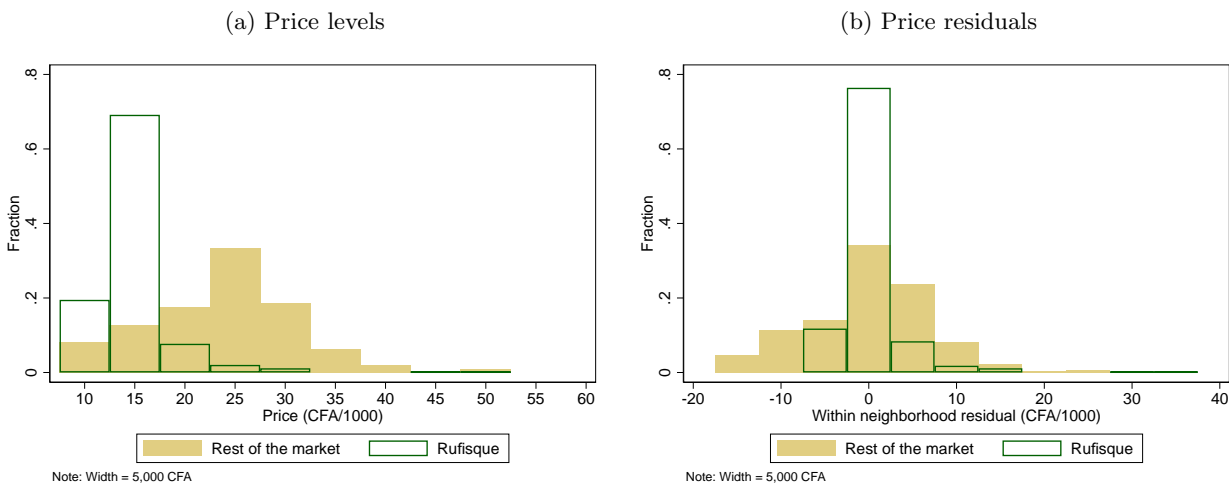 (a) Price levels
.8
.6
.4
.2
0
Fraction
10 15 20 25 30 35 40 45 50 55 60
Price (CFA/1000)
Rest of the market Rufisque
Note: Width = 5,000 CFA
(b) Price residuals
.8
.6
.4
.2
0
Fraction
-20 -10 0 10 20 30 40
Within neighborhood residual (CFA/1000)
Rest of the market Rufisque
Note: Width = 5,000 CFA